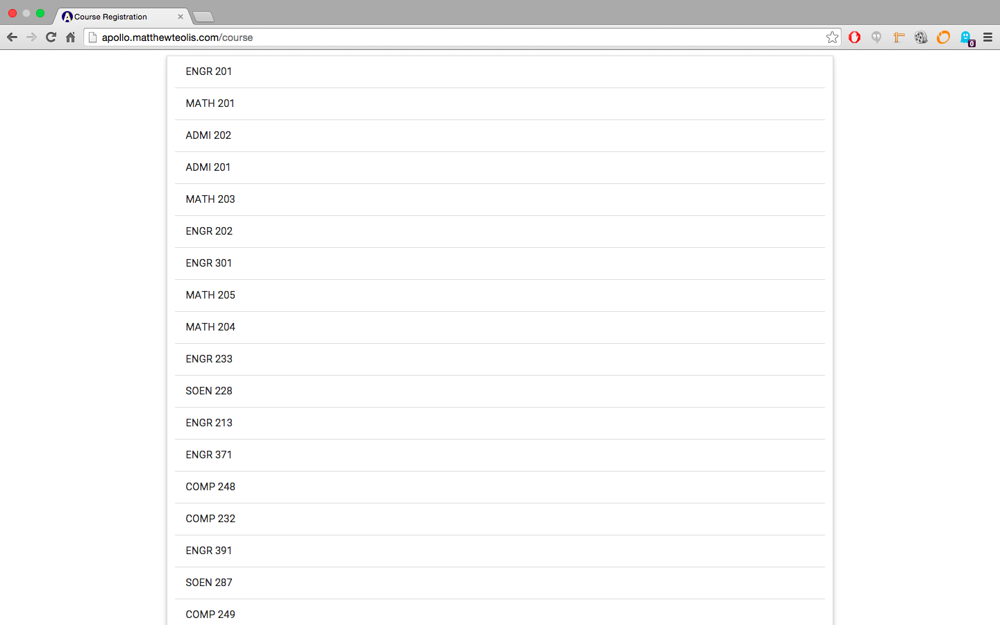 Course Registration
apollo.matthewteolis.com/course
0
ENGR 201
MATH 201
ADMI 202
ADMI 201
MATH 203
ENGR 202
ENGR 301
MATH 205
MATH 204
ENGR 233
SOEN 228
ENGR 213
ENGR 371
COMP 248
COMP 232
ENGR 391
SOEN 287
COMP 249